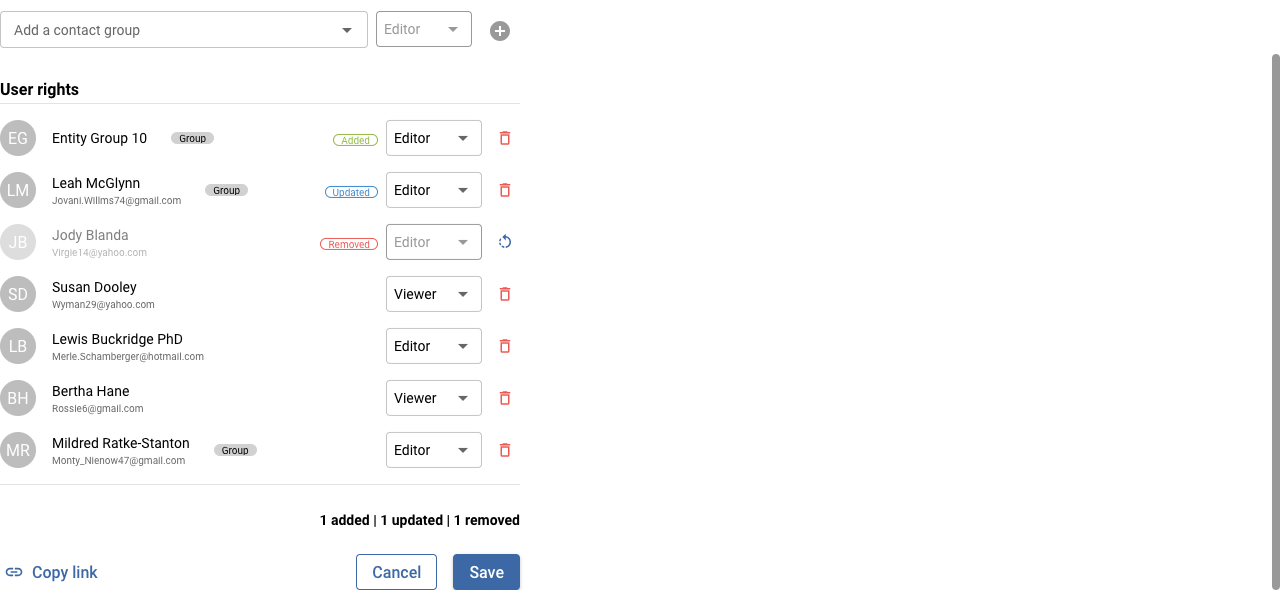 Add a contact group
Editor
User rights
EG
Entity Group 10
Group
Added
Editor
LM
Leah McGlynn
Jovani.Willms74@gmail.com
Group
Updated
Editor
JB
Jody Blanda
Virgie14@yahoo.com
Removed
Editor
SD
Susan Dooley
Wyman29@yahoo.com
Viewer
LB
Lewis Buckridge PhD
Merle.Schamberger@hotmail.com
Editor
BH
Bertha Hane
Rossie6@gmail.com
Viewer
MR
Mildred Ratke-Stanton
Monty_Nienow47@gmail.com
Group
Editor
1 added | 1 updated | 1 removed
Copy link
Cancel
Save